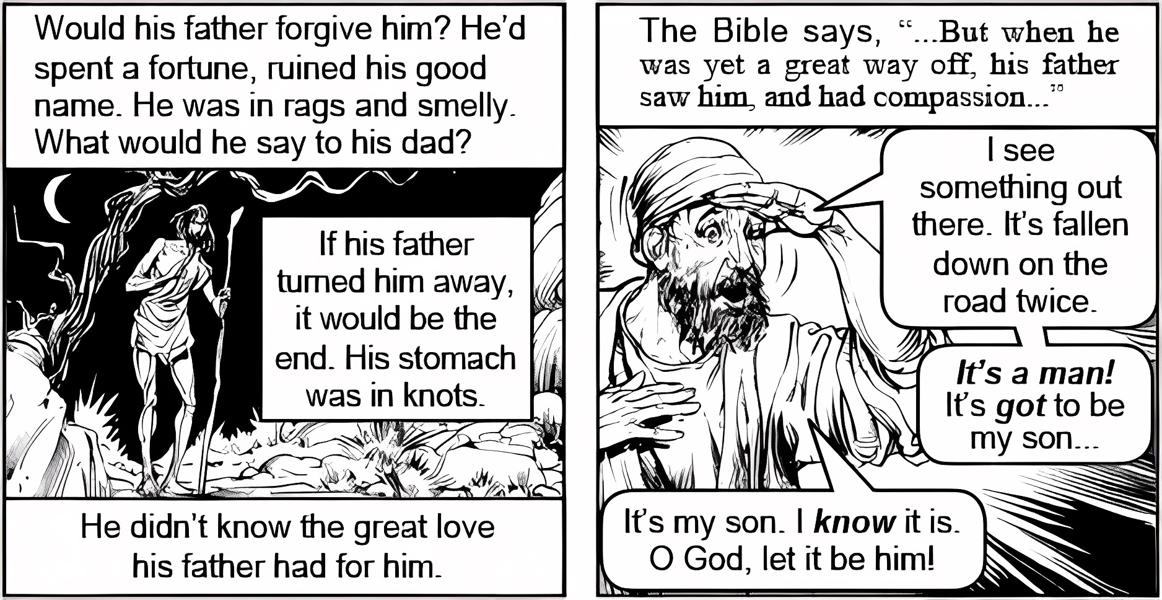 Would his father forgive him? He'd
spent a fortune, ruined his good
name. He was in rags and smelly.
What would he say to his dad?
If his father
turned him away,
it would be the
end. His stomach
was in knots.
He didn't know the great love
his father had for him.
The Bible says, “...But when he
was yet a great way off, his father
saw him, and had compassion...”
I see
something out
there. It's fallen
down on the
road twice.
It's a man!
It's got to be
my son...
It's my son. I know it is.
O God, let it be him!